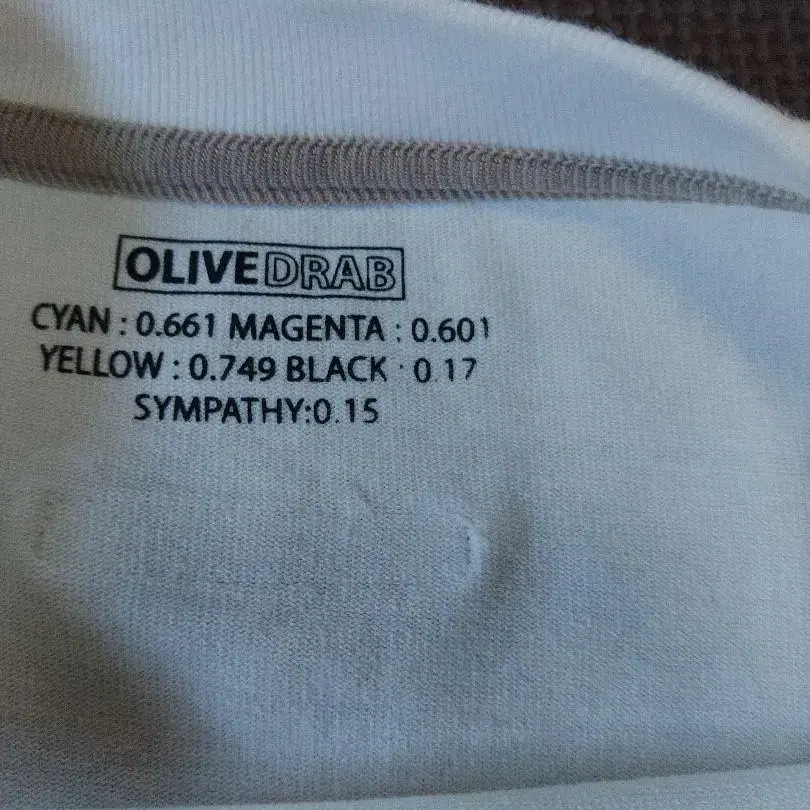 OLIVEDRAB
CYAN : 0.661 MAGENTA : 0.601
YELLOW : 0.749 BLACK : 0.17
SYMPATHY:0.15